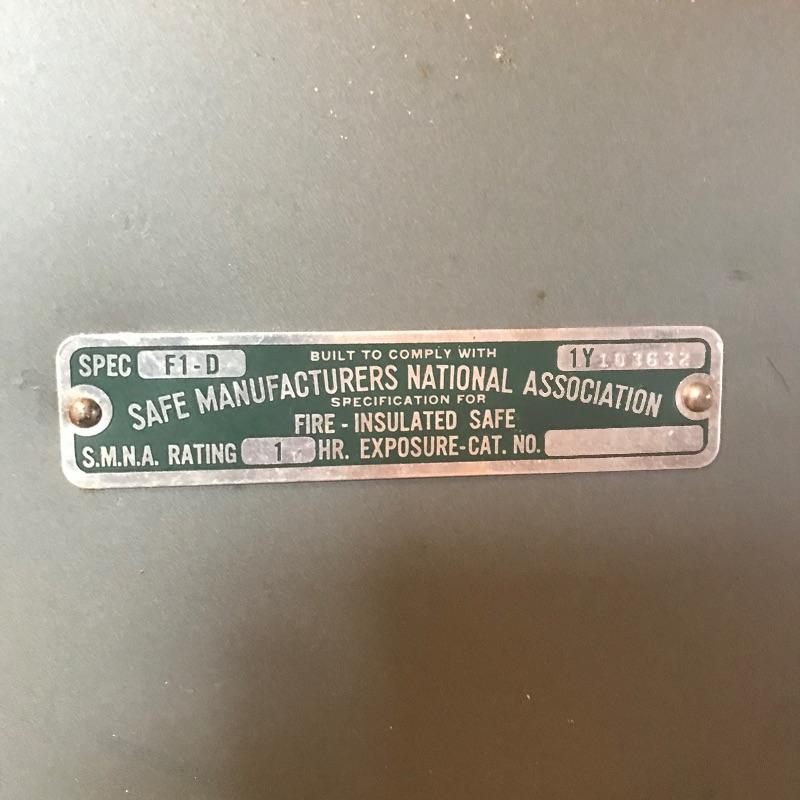 BUILT TO COMPLY WITH
SPEC F1-D 1Y103632
SAFE MANUFACTURERS NATIONAL ASSOCIATION
SPECIFICATION FOR
FIRE - INSULATED SAFE
S.M.N.A. RATING 1 HR. EXPOSURE-CAT. NO.